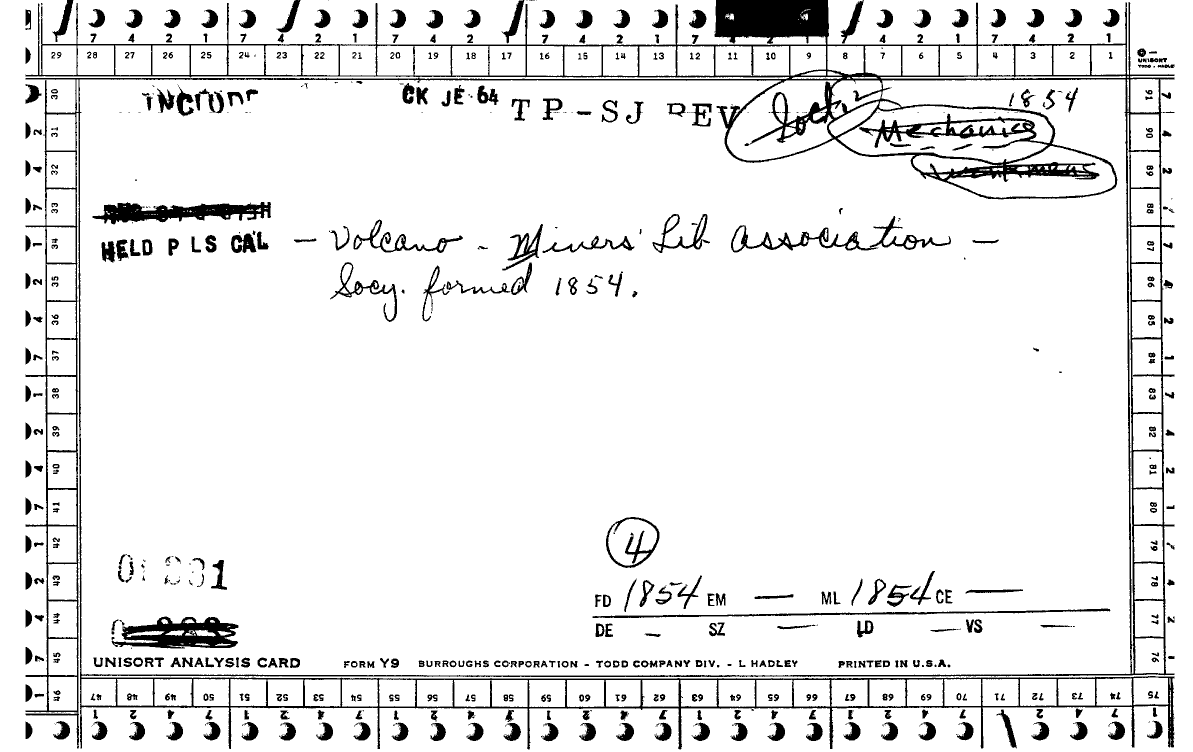 7 4 2 1 7 4 2 1 7 4 2 1 7 4 2 1 7 4 2 1 7 4 2 1
29 28 27 26 25 24 23 22 21 20 19 18 17 16 15 14 13 12 11 10 9 8 7 6 5 4 3 2 1
UNISORT
CK JE 64
TP-SJ REV
Soct. 2
1854
Mechanics
Workmens
HELD P LS CAL — Volcano - Miners' Lib Association —
Socy. formed 1854.
4
FD 1854 EM — ML 1854 CE —
DE — SZ — LD — VS —
UNISORT ANALYSIS CARD FORM Y9 BURROUGHS CORPORATION - TODD COMPANY DIV. - L HADLEY PRINTED IN U.S.A.
30 31 32 33 34 35 36 37 38 39 40 41 42 43 44 45 46
91 90 89 88 87 86 85 84 83 82 81 80 79 78 77 76 75
47 48 49 50 51 52 53 54 55 56 57 58 59 60 61 62 63 64 65 66 67 68 69 70 71 72 73 74